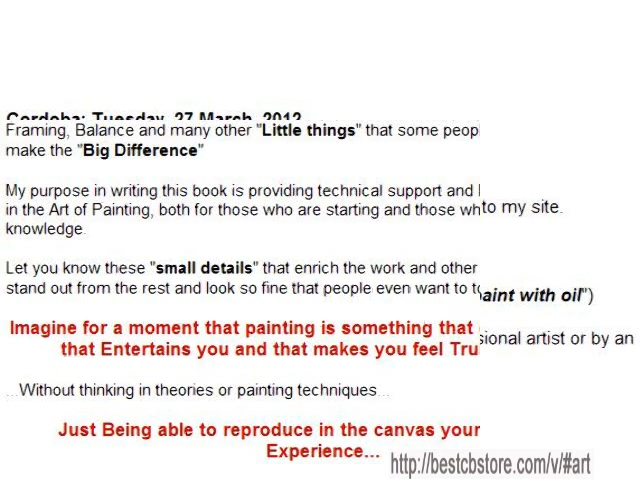 Cordoba: Tuesday, 27 March, 2012
Framing, Balance and many other "Little things" that some peop
make the "Big Difference"
My purpose in writing this book is providing technical support and
in the Art of Painting, both for those who are starting and those wh
to my site.
knowledge.
Let you know these "small details" that enrich the work and other
stand out from the rest and look so fine that people even want to t
aint with oil")
Imagine for a moment that painting is something that
sional artist or by an
that Entertains you and that makes you feel Tru
...Without thinking in theories or painting techniques...
Just Being able to reproduce in the canvas your
Experience...
http://bestcbstore.com/v/#art